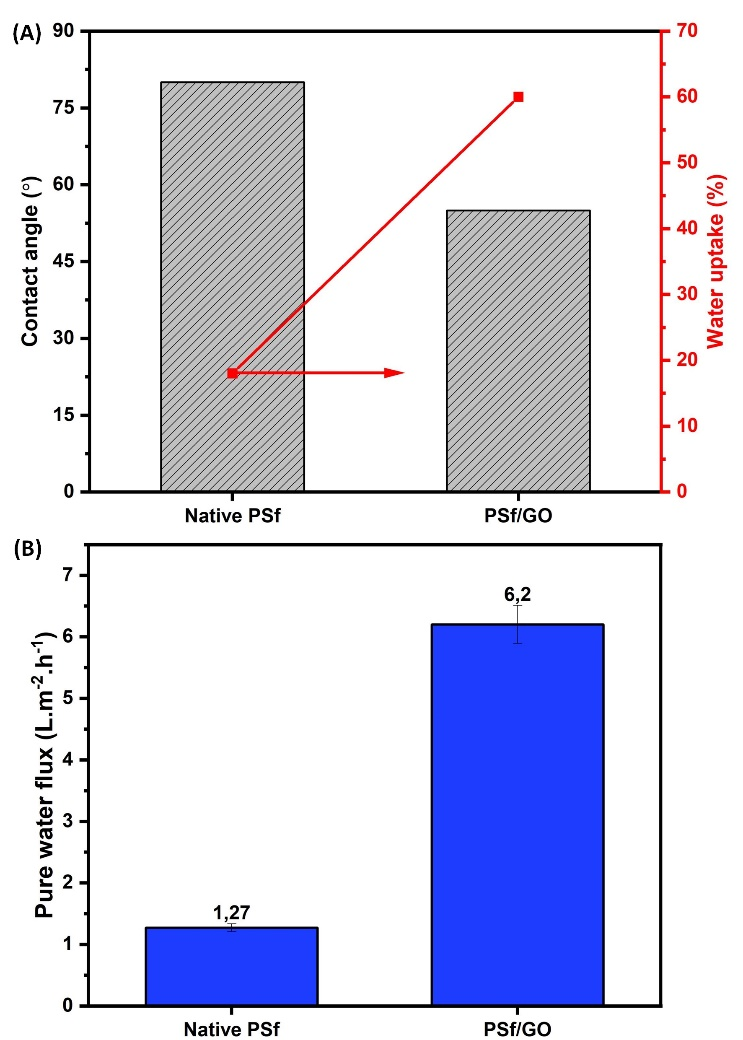 (A)
90
75
60
45
30
15
0
Contact angle (°)
70
60
50
40
30
20
10
0
Water uptake (%)
Native PSf
PSf/GO
(B)
7
6
5
4
3
2
1
0
Pure water flux (L.m⁻².h⁻¹)
1,27
6,2
Native PSf
PSf/GO